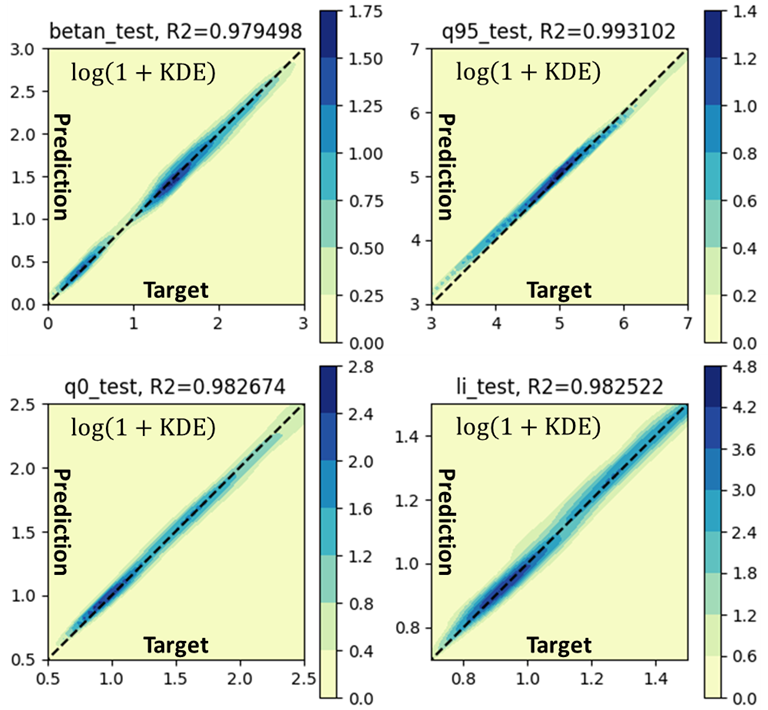 betan_test, R2=0.979498
log(1 + KDE)
Prediction
Target
3.0
2.5
2.0
1.5
1.0
0.5
0.0
0 1 2 3
1.75
1.50
1.25
1.00
0.75
0.50
0.25
0.00
q95_test, R2=0.993102
log(1 + KDE)
Prediction
Target
7
6
5
4
3
3 4 5 6 7
1.4
1.2
1.0
0.8
0.6
0.4
0.2
0.0
q0_test, R2=0.982674
log(1 + KDE)
Prediction
Target
2.5
2.0
1.5
1.0
0.5
0.5 1.0 1.5 2.0 2.5
2.8
2.4
2.0
1.6
1.2
0.8
0.4
0.0
li_test, R2=0.982522
log(1 + KDE)
Prediction
Target
1.4
1.2
1.0
0.8
0.8 1.0 1.2 1.4
4.8
4.2
3.6
3.0
2.4
1.8
1.2
0.6
0.0